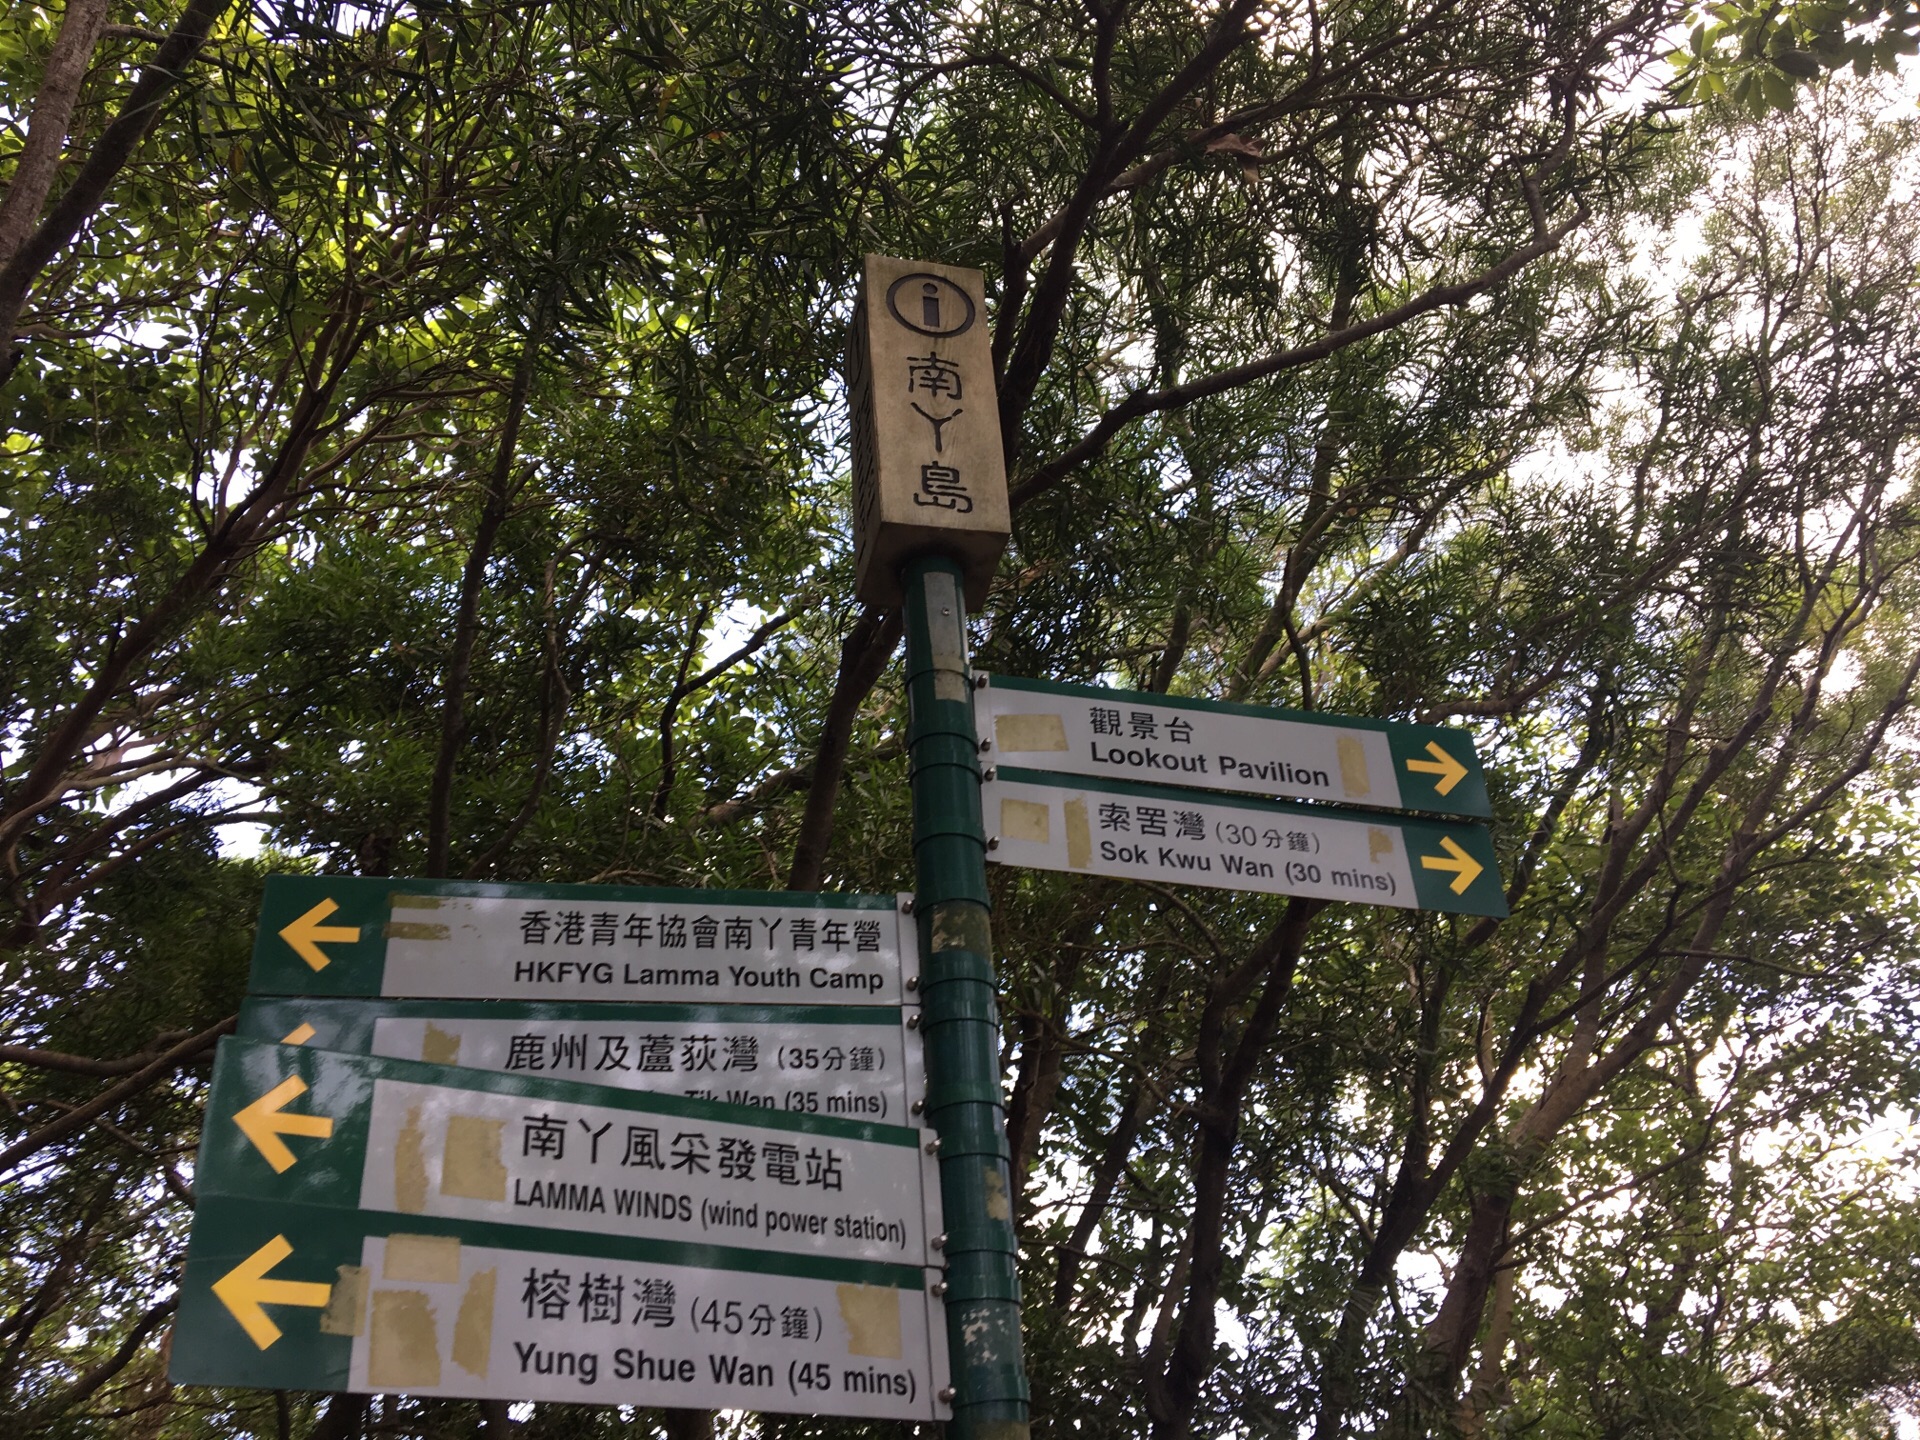 i
南
丫
島
觀景台
Lookout Pavilion
索罟灣 (30分鐘)
Sok Kwu Wan (30 mins)
香港青年協會南丫青年營
HKFYG Lamma Youth Camp
鹿州及蘆荻灣 (35分鐘)
Tik Wan (35 mins)
南丫風采發電站
LAMMA WINDS (wind power station)
榕樹灣 (45分鐘)
Yung Shue Wan (45 mins)